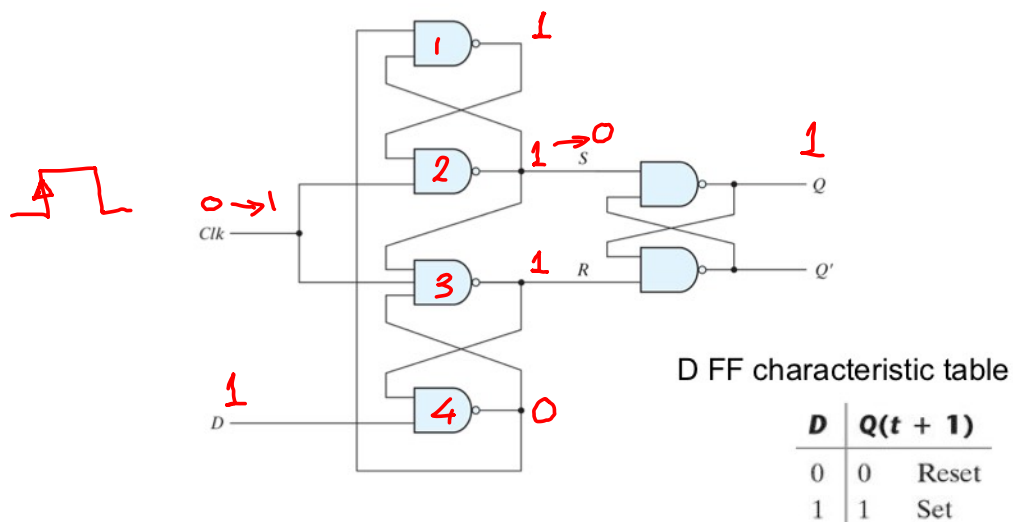 1
1
1 → 0
2
S
1
Q
0 → 1
Clk
3
1
R
Q'
D FF characteristic table
1
D
4
0
D Q(t + 1)
0 0 Reset
1 1 Set